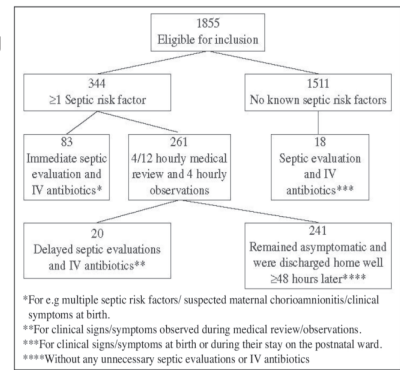 1855
Eligible for inclusion
344
≥1 Septic risk factor
1511
No known septic risk factors
83
Immediate septic
evaluation and
IV antibiotics*
261
4/12 hourly medical
review and 4 hourly
observations
18
Septic evaluation
and IV
antibiotics***
20
Delayed septic evaluations
and IV antibiotics**
241
Remained asymptomatic and
were discharged home well
≥48 hours later****
*For e.g multiple septic risk factors/ suspected maternal chorioamnionitis/clinical
symptoms at birth.
**For clinical signs/symptoms observed during medical review/observations.
***For clinical signs/symptoms at birth or during their stay on the postnatal ward.
****Without any unnecessary septic evaluations or IV antibiotics